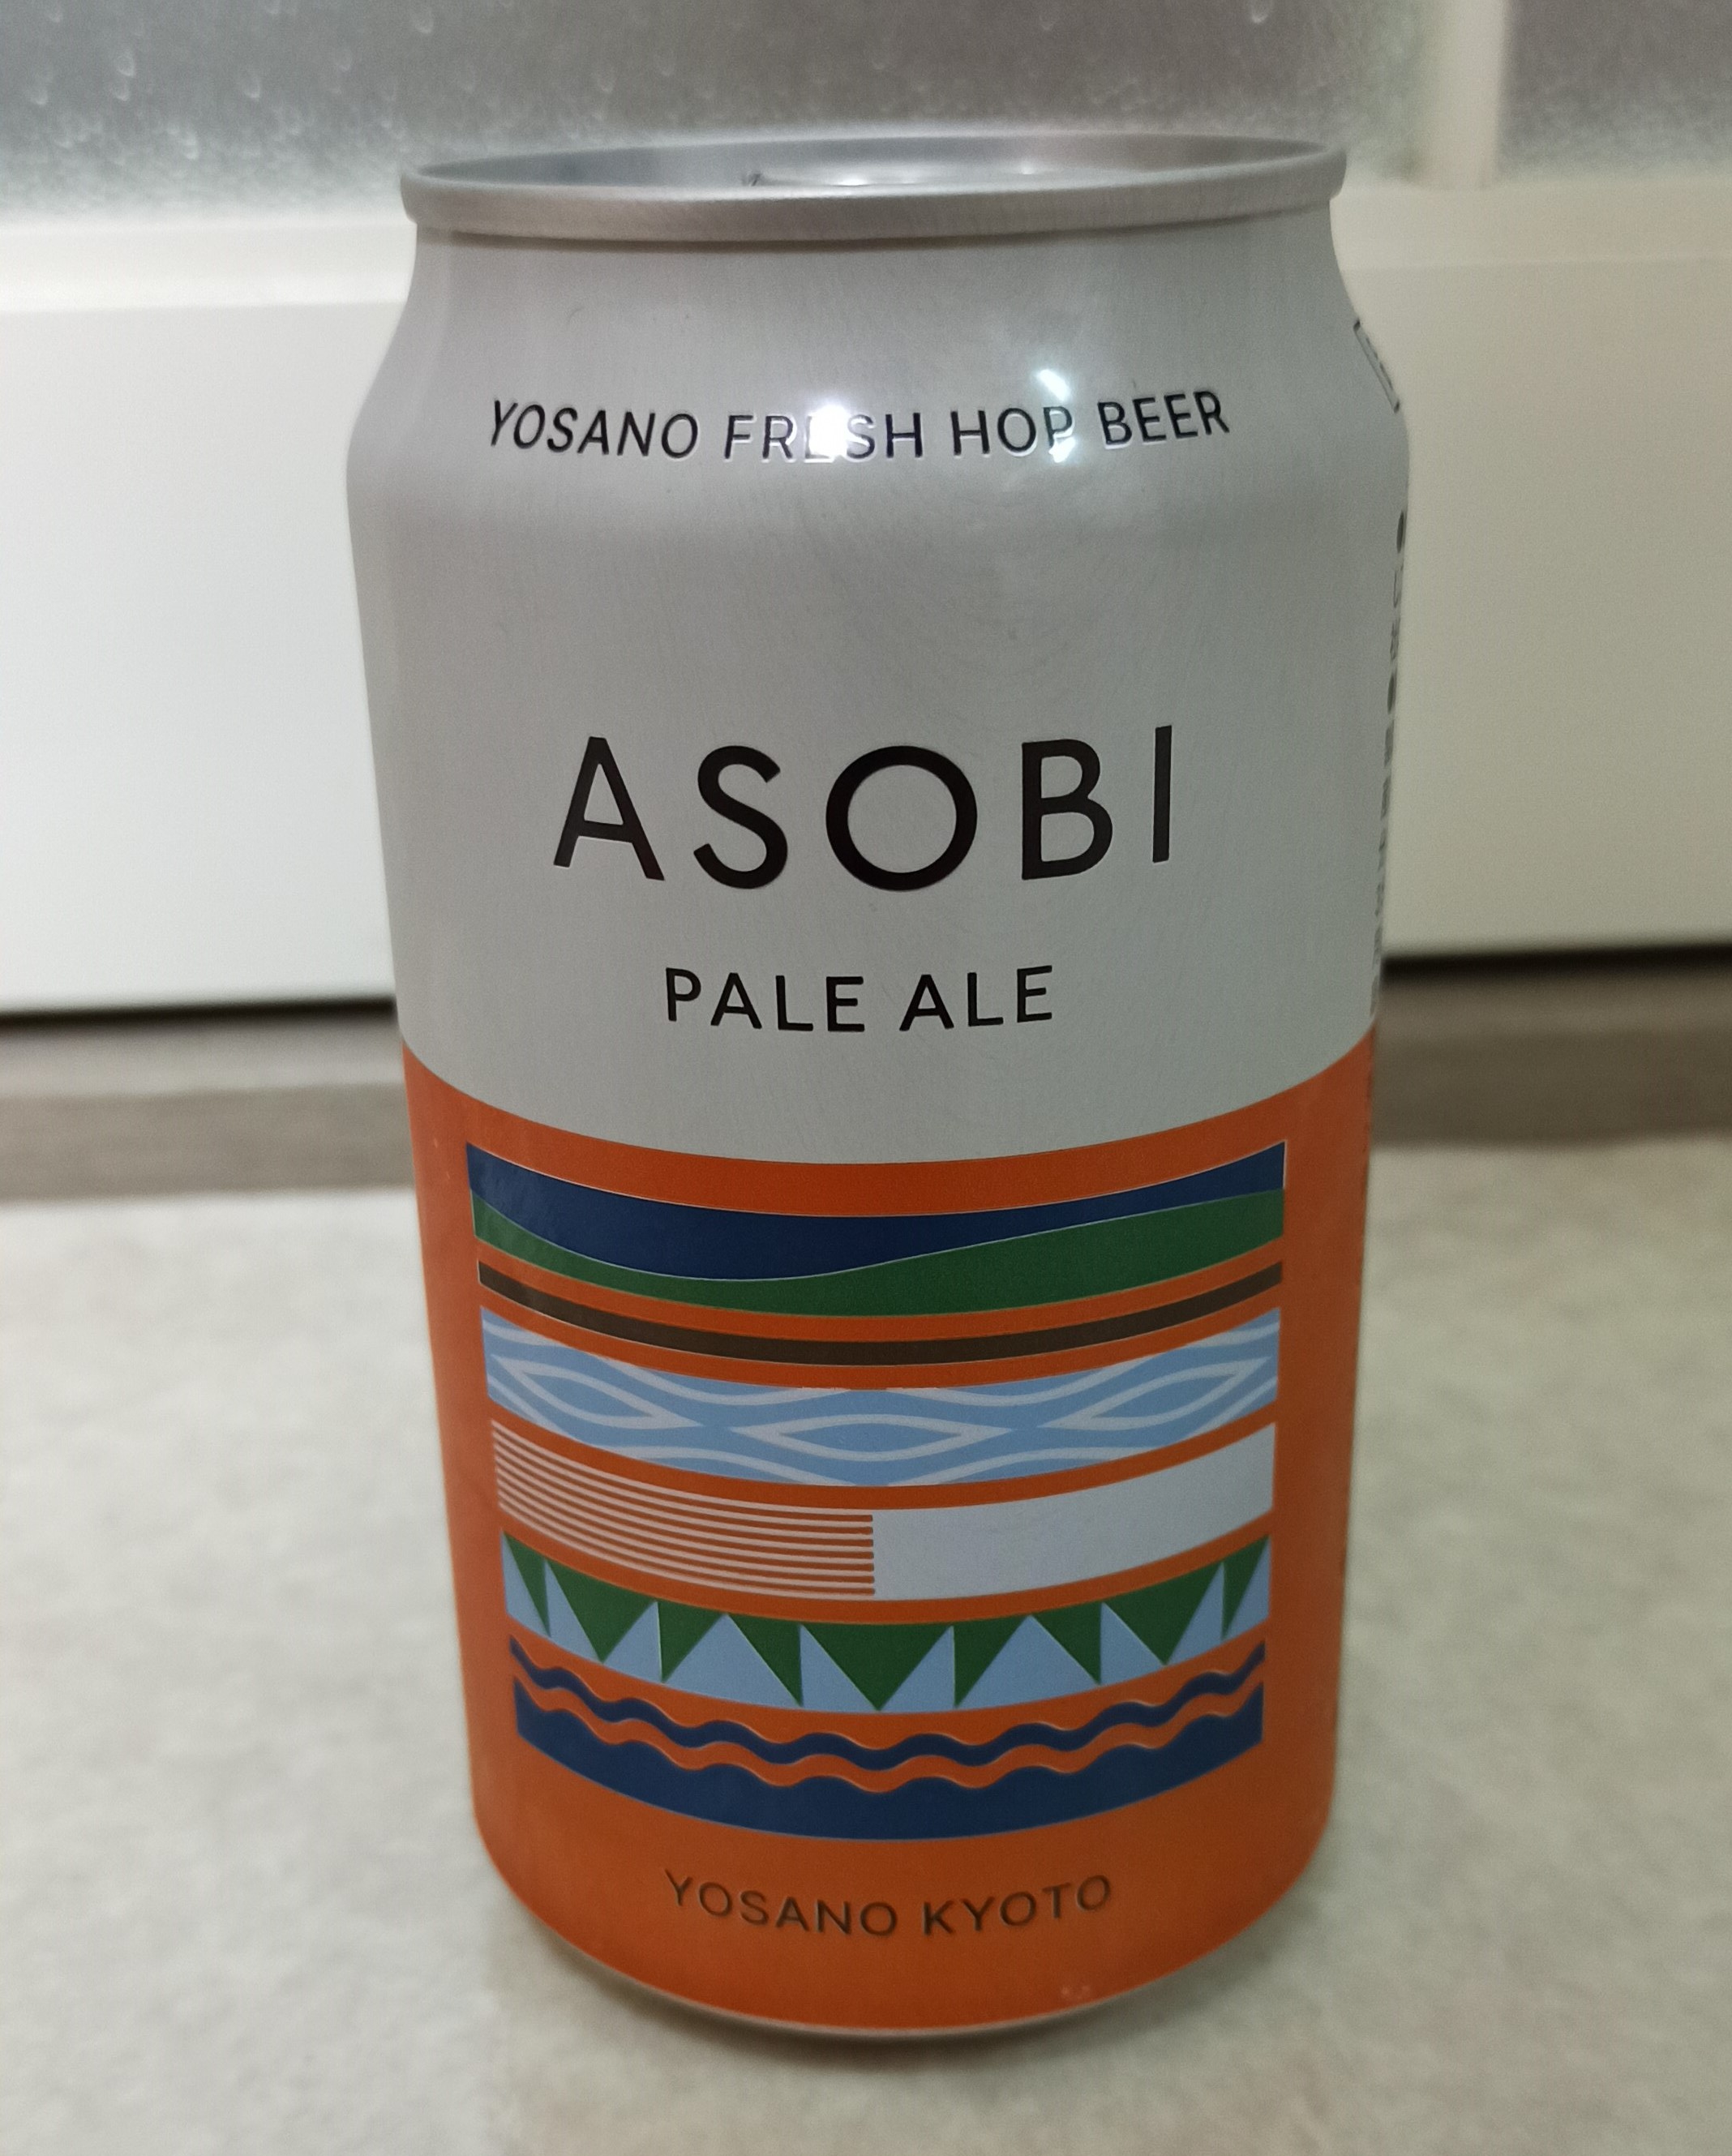 YOSANO FRESH HOP BEER
ASOBI
PALE ALE
YOSANO KYOTO